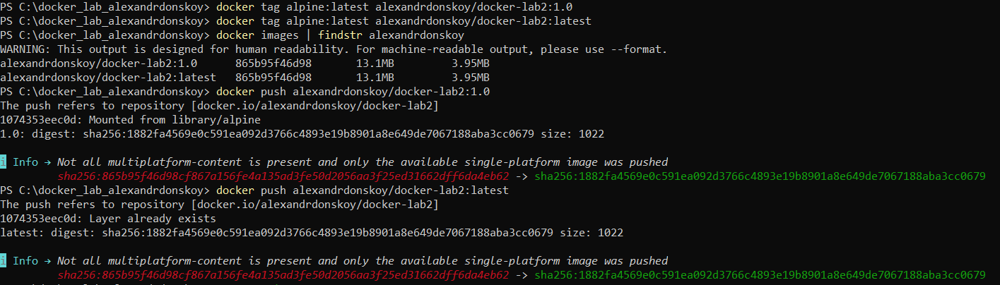 PS C:\docker_lab_alexandrdonskoy> docker tag alpine:latest alexandrdonskoy/docker-lab2:1.0
PS C:\docker_lab_alexandrdonskoy> docker tag alpine:latest alexandrdonskoy/docker-lab2:latest
PS C:\docker_lab_alexandrdonskoy> docker images | findstr alexandrdonskoy
WARNING: This output is designed for human readability. For machine-readable output, please use --format.
alexandrdonskoy/docker-lab2:1.0      865b95f46d98       13.1MB         3.95MB
alexandrdonskoy/docker-lab2:latest   865b95f46d98       13.1MB         3.95MB
PS C:\docker_lab_alexandrdonskoy> docker push alexandrdonskoy/docker-lab2:1.0
The push refers to repository [docker.io/alexandrdonskoy/docker-lab2]
1074353eec0d: Mounted from library/alpine
1.0: digest: sha256:1882fa4569e0c591ea092d3766c4893e19b8901a8e649de7067188aba3cc0679 size: 1022
i Info → Not all multiplatform-content is present and only the available single-platform image was pushed
sha256:865b95f46d98cf867a156fe4a135ad3fe50d2056aa3f25ed31662dff6da4eb62 -> sha256:1882fa4569e0c591ea092d3766c4893e19b8901a8e649de7067188aba3cc0679
PS C:\docker_lab_alexandrdonskoy> docker push alexandrdonskoy/docker-lab2:latest
The push refers to repository [docker.io/alexandrdonskoy/docker-lab2]
1074353eec0d: Layer already exists
latest: digest: sha256:1882fa4569e0c591ea092d3766c4893e19b8901a8e649de7067188aba3cc0679 size: 1022
i Info → Not all multiplatform-content is present and only the available single-platform image was pushed
sha256:865b95f46d98cf867a156fe4a135ad3fe50d2056aa3f25ed31662dff6da4eb62 -> sha256:1882fa4569e0c591ea092d3766c4893e19b8901a8e649de7067188aba3cc0679